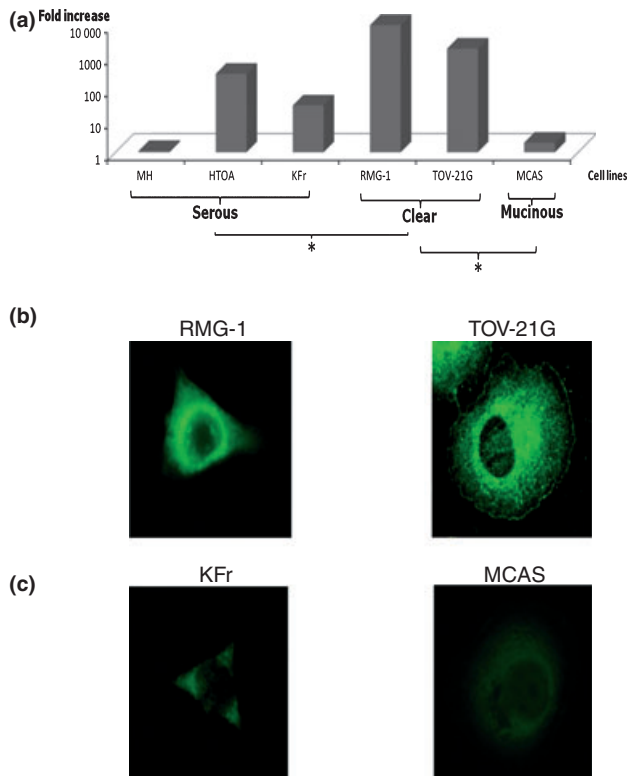 (a)
Fold increase
10 000
1000
100
10
1
MH HTOA KFr RMG-1 TOV-21G MCAS Cell lines
Serous Clear Mucinous
* *
(b)
RMG-1 TOV-21G
(c)
KFr MCAS